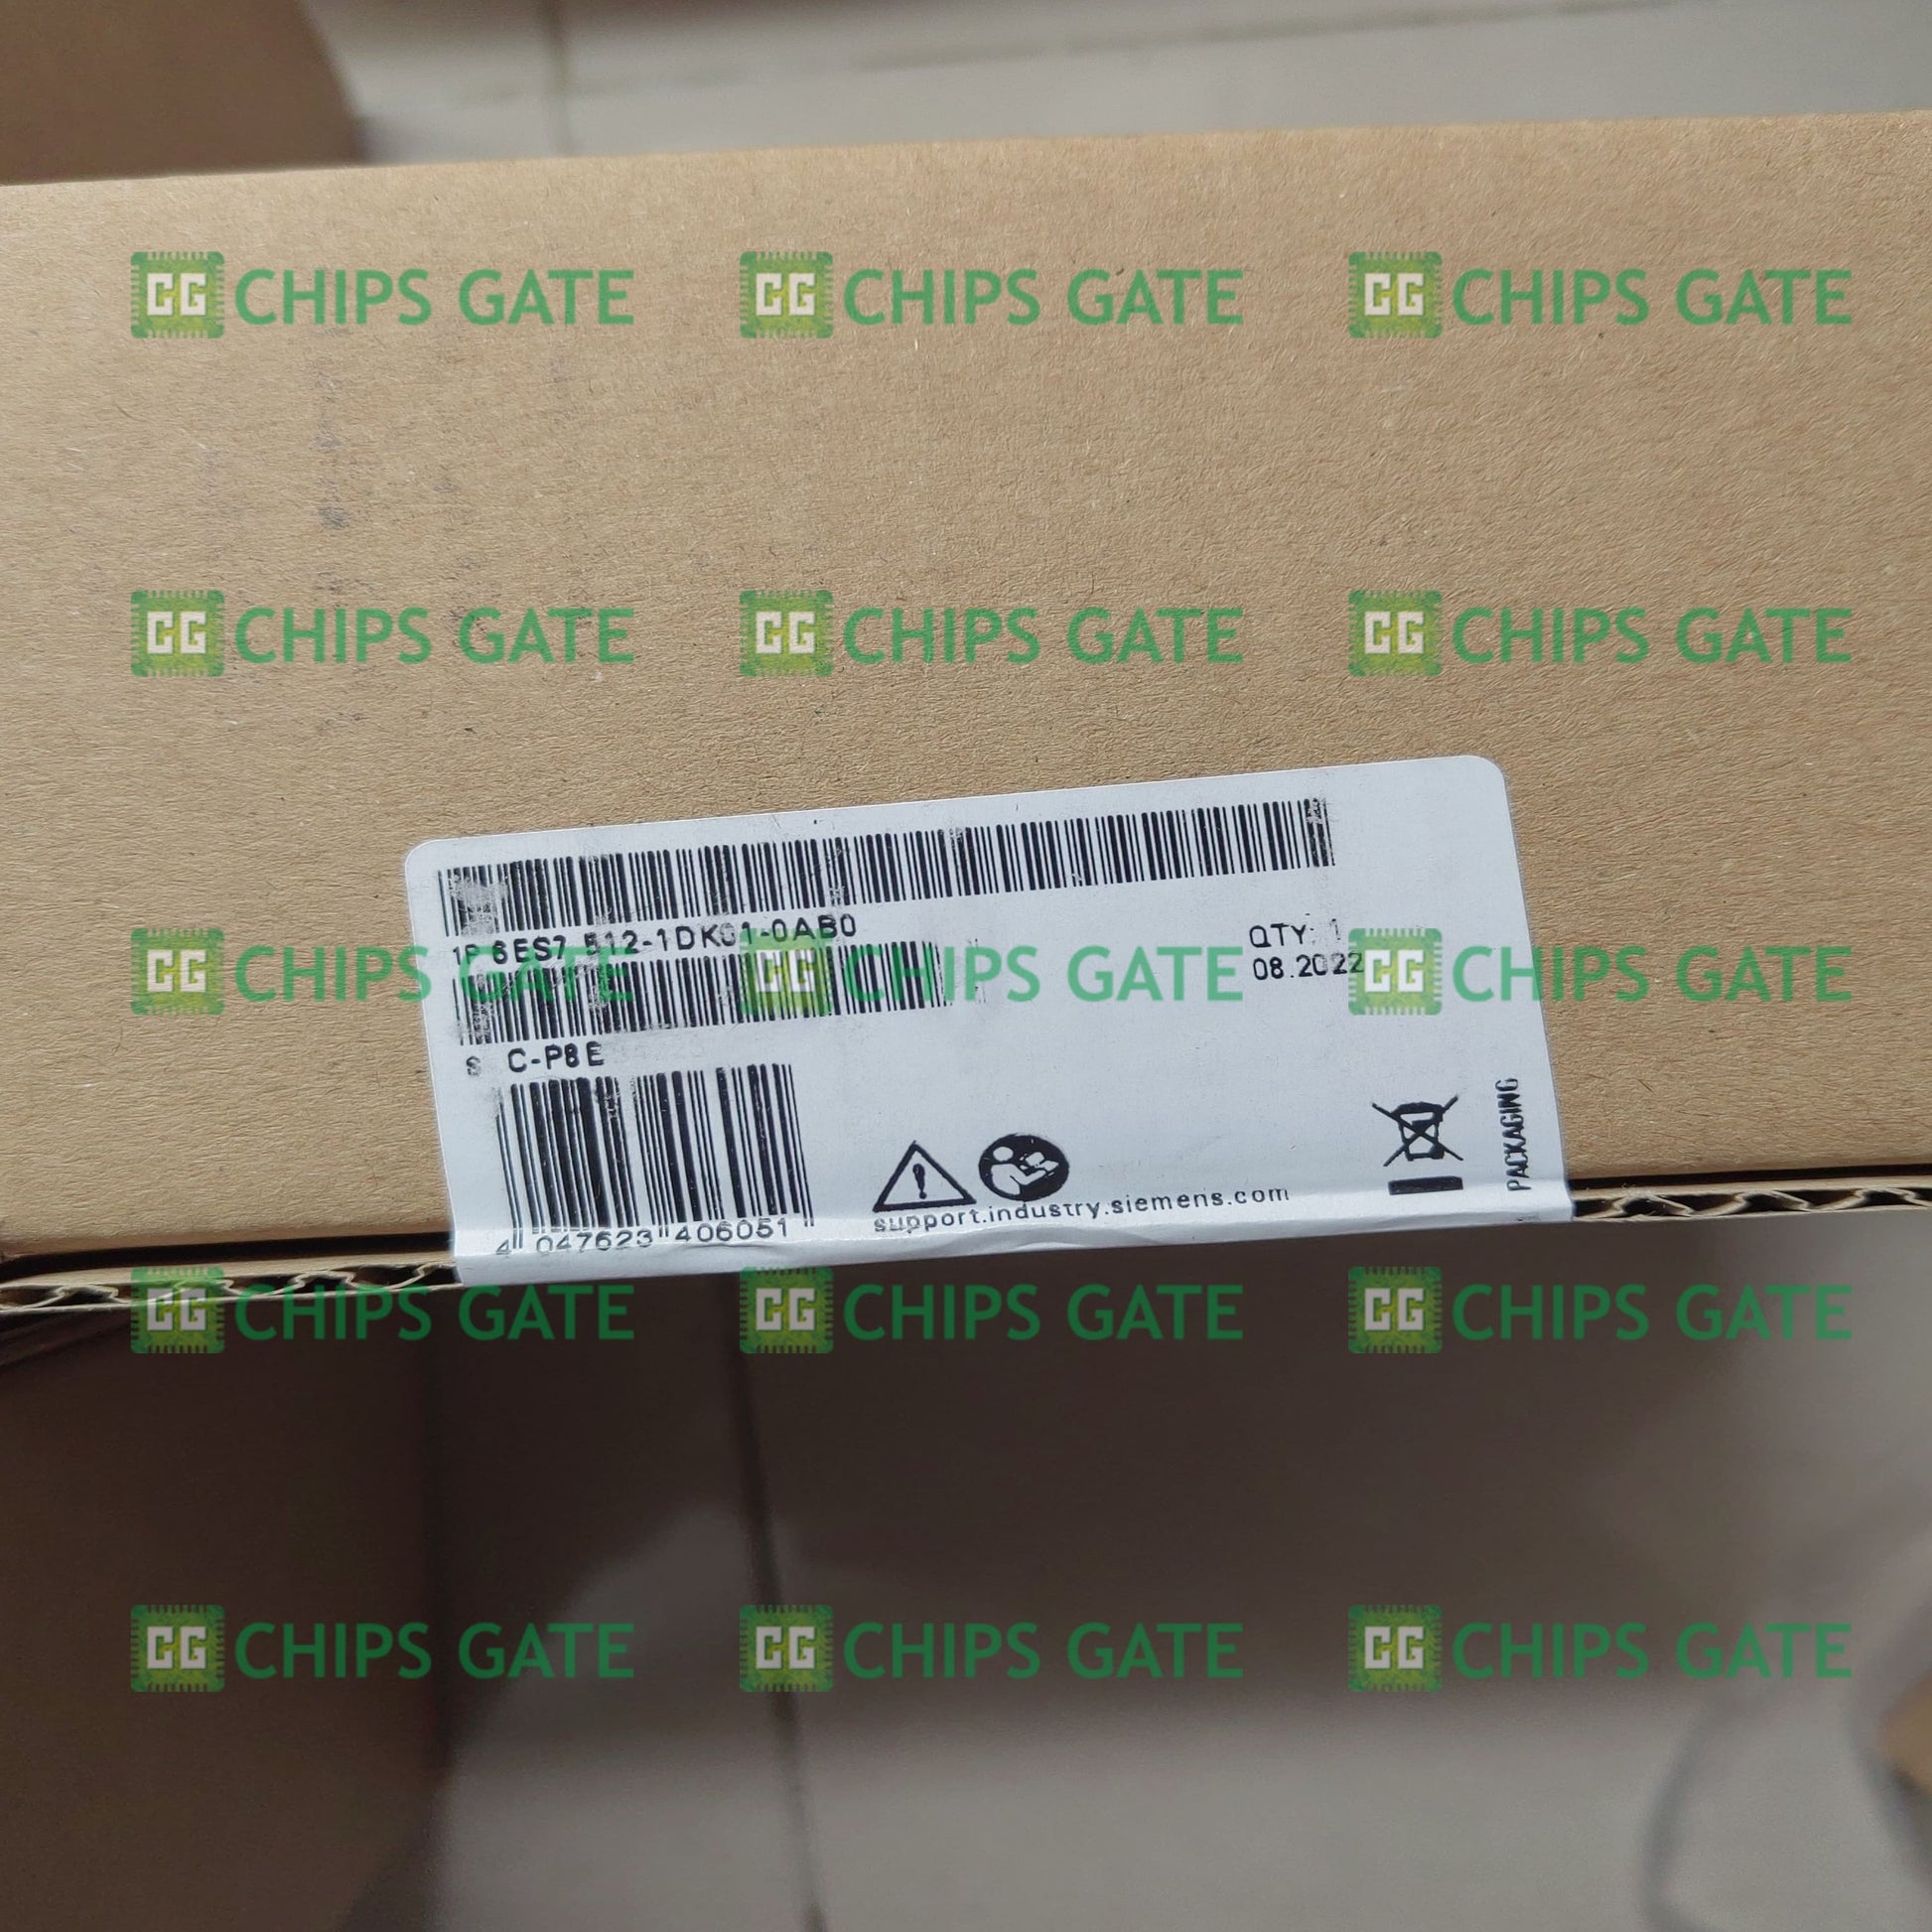 CG CHIPS GATE CG CHIPS GATE CG CHIPS GATE
CG CHIPS GATE CG CHIPS GATE CG CHIPS GATE
1P 6ES7 512-1DK01-0AB0
QTY: 1
08.2022
CG CHIPS GATE CG CHIPS GATE CG CHIPS GATE
S C-P8E
4 047623 406051
support.industry.siemens.com
PACKAGING
CG CHIPS GATE CG CHIPS GATE CG CHIPS GATE
CG CHIPS GATE CG CHIPS GATE CG CHIPS GATE